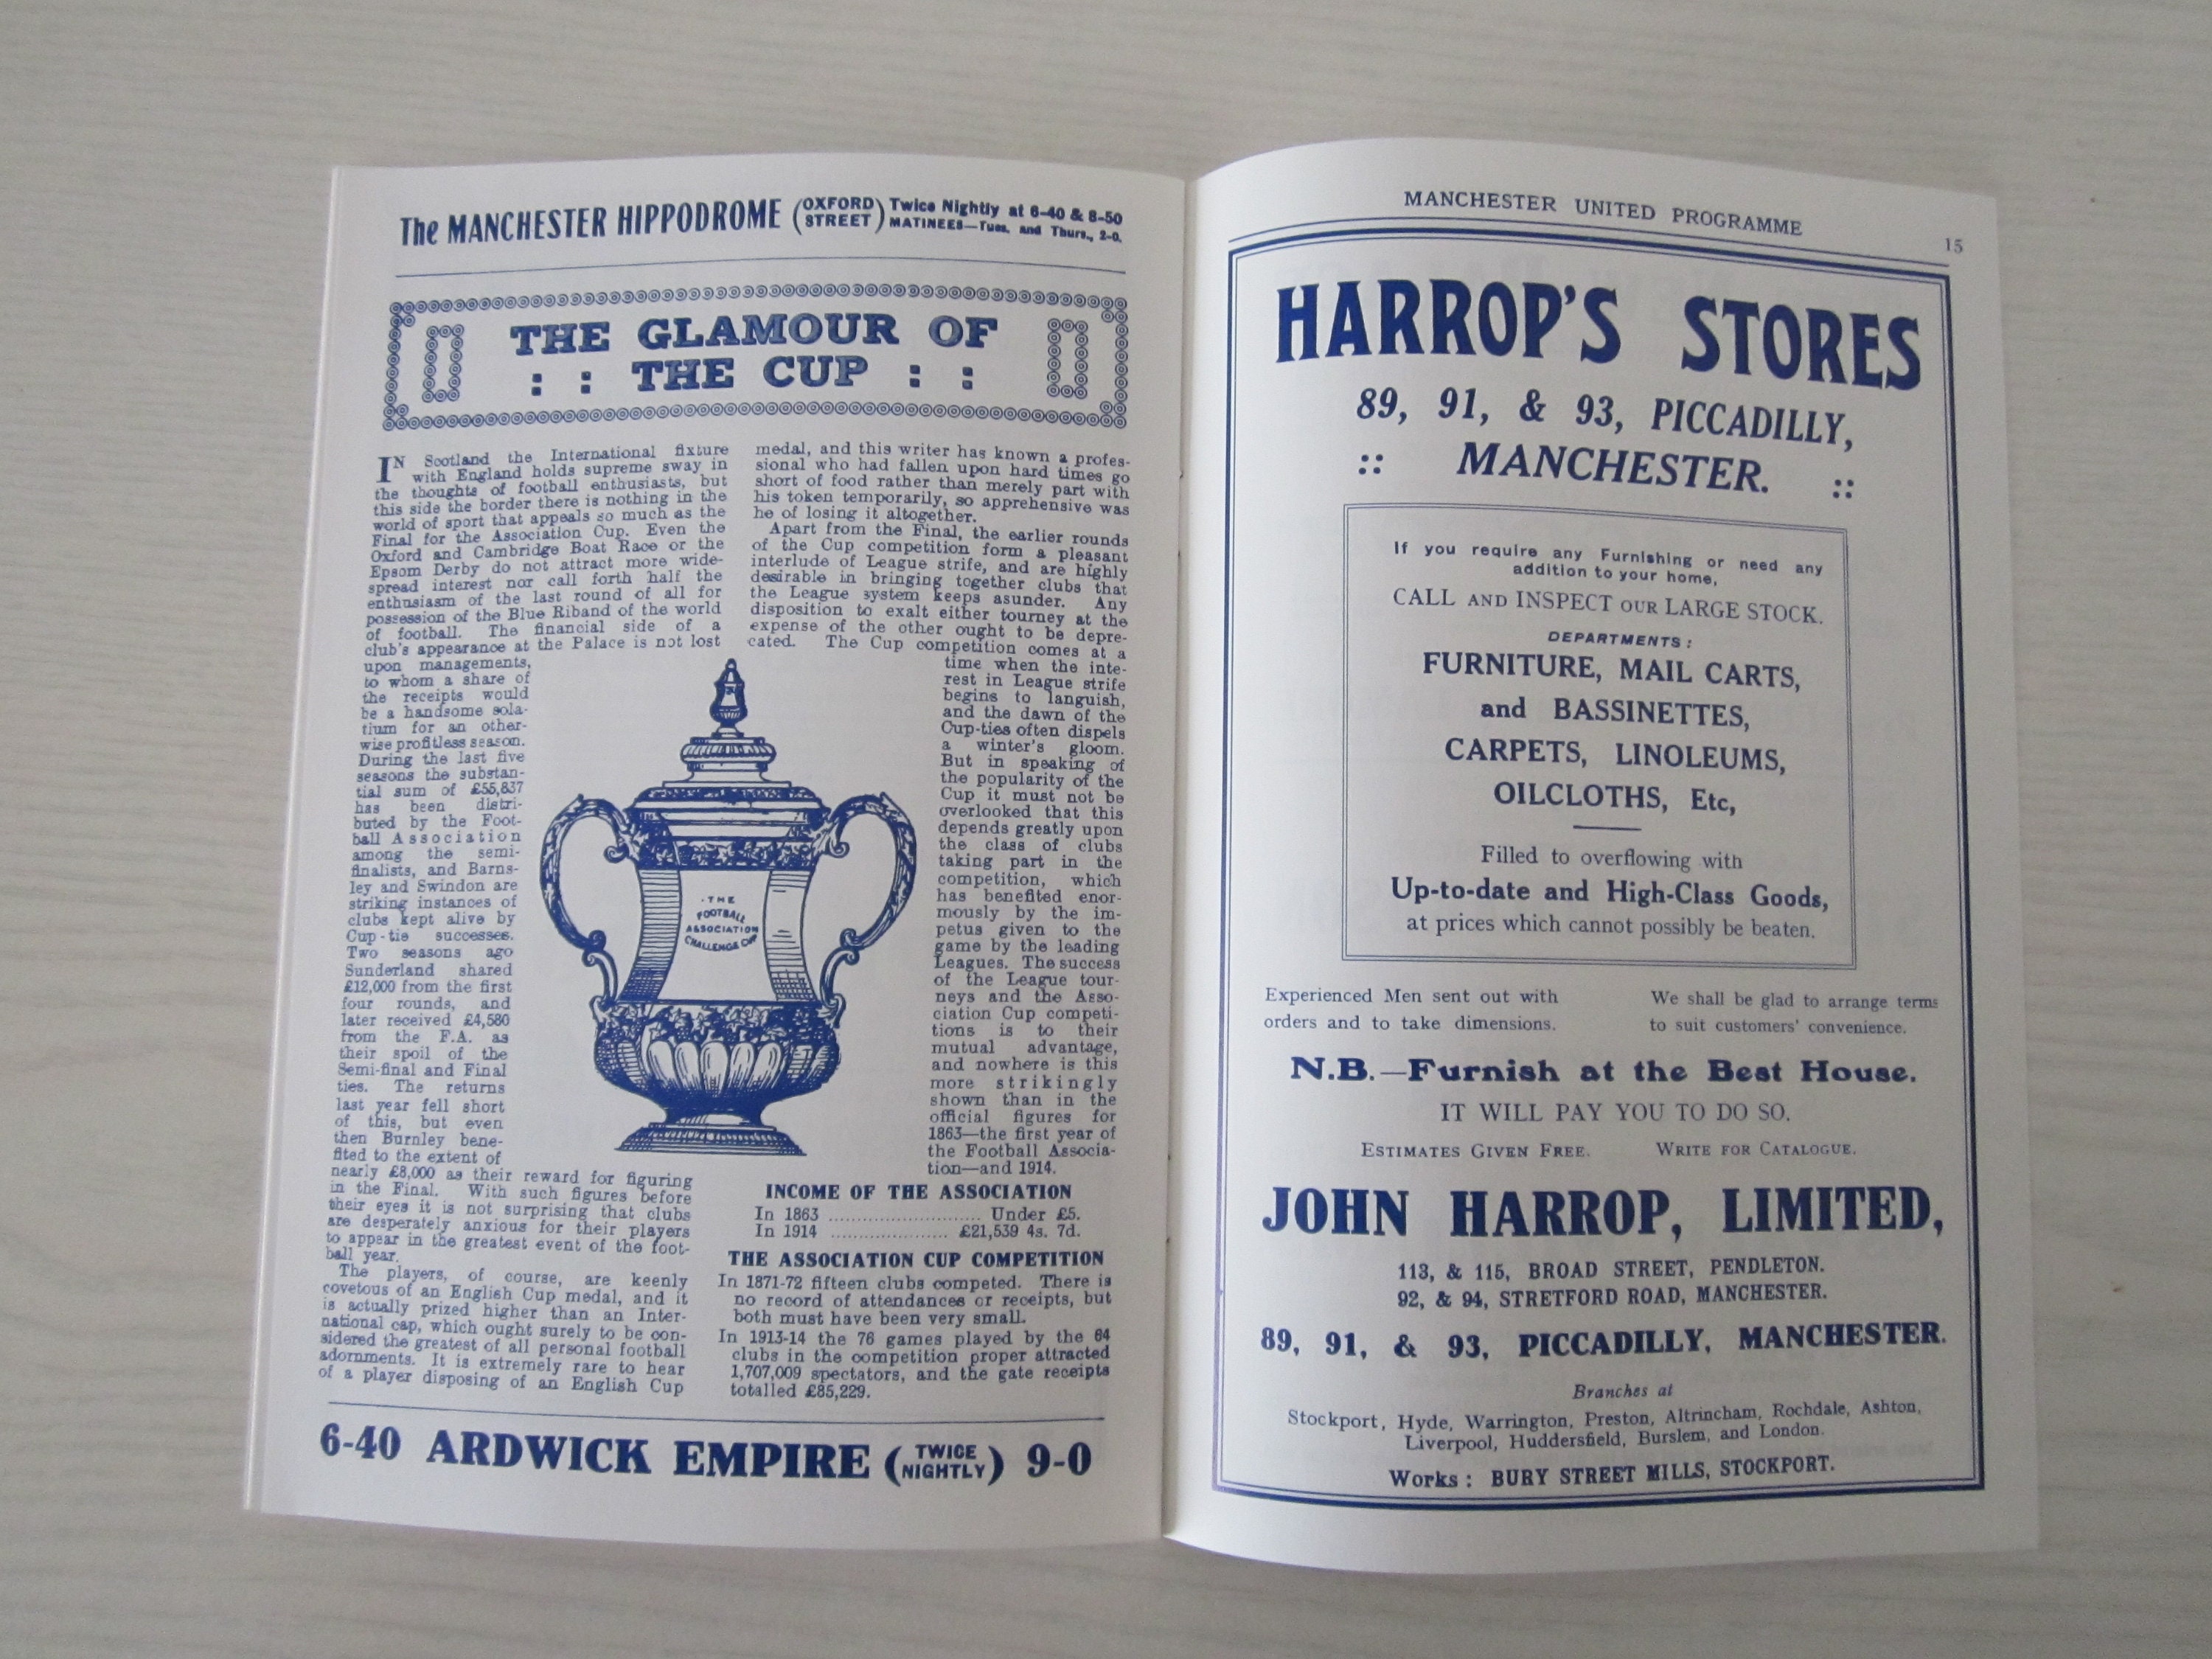 The MANCHESTER HIPPODROME (OXFORD STREET) Twice Nightly at 6-40 & 8-50
MATINEES—Tues. and Thurs., 2-0.
THE GLAMOUR OF
: : THE CUP : :
IN Scotland the International fixture
with England holds supreme sway in
the thoughts of football enthusiasts, but
this side the border there is nothing in the
world of sport that appeals so much as the
Final for the Association Cup. Even the
Oxford and Cambridge Boat Race or the
Epsom Derby do not attract more wide-
spread interest nor call forth half the
enthusiasm of the last round of all for
possession of the Blue Riband of the world
of football. The financial side of a
club's appearance at the Palace is not lost
upon managements,
to whom a share of
the receipts would
be a handsome sola-
tium for an other-
wise profitless season.
During the last five
seasons the substan-
tial sum of £55,837
has been distri-
buted by the Foot-
ball Association
among the semi-
finalists, and Barns-
ley and Swindon are
striking instances of
clubs kept alive by
Cup-tie successes.
Two seasons ago
Sunderland shared
£12,000 from the first
four rounds, and
later received £4,580
from the F.A. as
their spoil of the
Semi-final and Final
ties. The returns
last year fell short
of this, but even
then Burnley bene-
fited to the extent of
nearly £8,000 as their reward for figuring
in the Final. With such figures before
their eyes it is not surprising that clubs
are desperately anxious for their players
to appear in the greatest event of the foot-
ball year.
The players, of course, are keenly
covetous of an English Cup medal, and it
is actually prized higher than an Inter-
national cap, which ought surely to be con-
sidered the greatest of all personal football
adornments. It is extremely rare to hear
of a player disposing of an English Cup
medal, and this writer has known a profes-
sional who had fallen upon hard times go
short of food rather than merely part with
his token temporarily, so apprehensive was
he of losing it altogether.
Apart from the Final, the earlier rounds
of the Cup competition form a pleasant
interlude of League strife, and are highly
desirable in bringing together clubs that
the League system keeps asunder. Any
disposition to exalt either tourney at the
expense of the other ought to be depre-
cated. The Cup competition comes at a
time when the inte-
rest in League strife
begins to languish,
and the dawn of the
Cup-ties often dispels
a winter's gloom.
But in speaking of
the popularity of the
Cup it must not be
overlooked that this
depends greatly upon
the class of clubs
taking part in the
competition, which
has benefited enor-
mously by the im-
petus given to the
game by the leading
Leagues. The success
of the League tour-
neys and the Asso-
ciation Cup competi-
tions is to their
mutual advantage,
and nowhere is this
more strikingly
shown than in the
official figures for
1863—the first year of
the Football Associa-
tion—and 1914.
THE
FOOTBALL
ASSOCIATION
CHALLENGE CUP
INCOME OF THE ASSOCIATION
In 1863 ............................ Under £5.
In 1914 ...................... £21,539 4s. 7d.
THE ASSOCIATION CUP COMPETITION
In 1871-72 fifteen clubs competed. There is
no record of attendances or receipts, but
both must have been very small.
In 1913-14 the 76 games played by the 64
clubs in the competition proper attracted
1,707,009 spectators, and the gate receipts
totalled £85,229.
6-40 ARDWICK EMPIRE (TWICE NIGHTLY) 9-0
MANCHESTER UNITED PROGRAMME
15
HARROP'S STORES
89, 91, & 93, PICCADILLY,
:: MANCHESTER. ::
If you require any Furnishing or need any
addition to your home,
CALL AND INSPECT OUR LARGE STOCK.
DEPARTMENTS:
FURNITURE, MAIL CARTS,
and BASSINETTES,
CARPETS, LINOLEUMS,
OILCLOTHS, Etc,
Filled to overflowing with
Up-to-date and High-Class Goods,
at prices which cannot possibly be beaten.
Experienced Men sent out with
orders and to take dimensions.
We shall be glad to arrange terms
to suit customers' convenience.
N.B.—Furnish at the Best House.
IT WILL PAY YOU TO DO SO.
ESTIMATES GIVEN FREE. WRITE FOR CATALOGUE.
JOHN HARROP, LIMITED,
113, & 115, BROAD STREET, PENDLETON.
92, & 94, STRETFORD ROAD, MANCHESTER.
89, 91, & 93, PICCADILLY, MANCHESTER.
Branches at
Stockport, Hyde, Warrington, Preston, Altrincham, Rochdale, Ashton,
Liverpool, Huddersfield, Burslem, and London.
Works: BURY STREET MILLS, STOCKPORT.